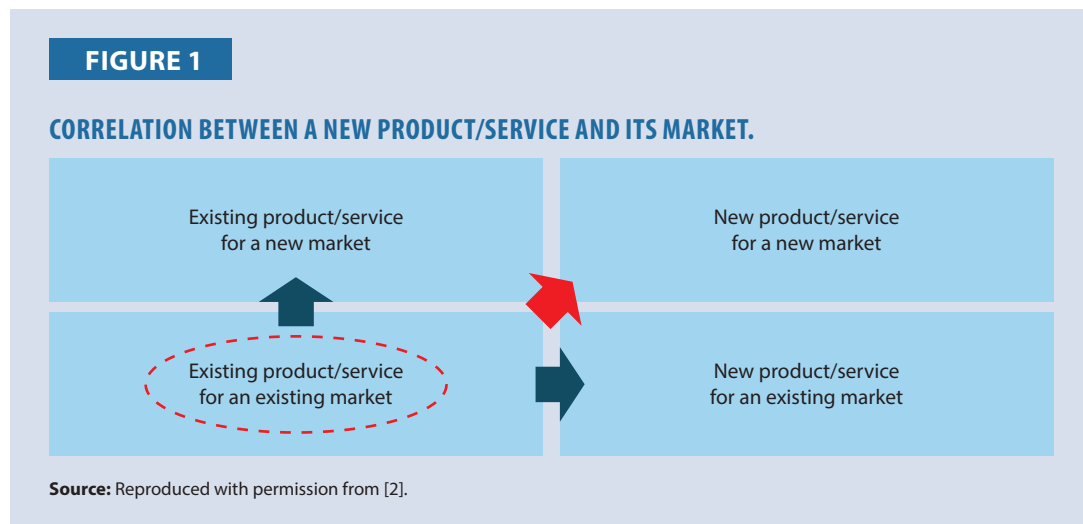 FIGURE 1
CORRELATION BETWEEN A NEW PRODUCT/SERVICE AND ITS MARKET.
Existing product/service
for a new market
New product/service
for a new market
Existing product/service
for an existing market
New product/service
for an existing market
Source: Reproduced with permission from [2].